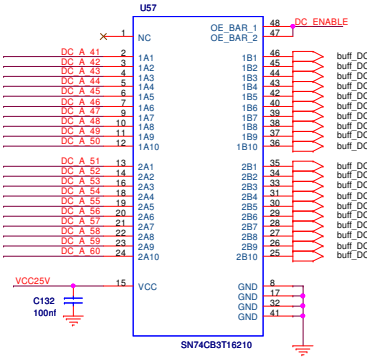 U57
OE_BAR_1 48 DC_ENABLE
OE_BAR_2 47
1 NC
DC_A_41 2 1A1 1B1 46 buff_DC
DC_A_42 3 1A2 1B2 45 buff_DC
DC_A_43 4 1A3 1B3 44 buff_DC
DC_A_44 5 1A4 1B4 43 buff_DC
DC_A_45 6 1A5 1B5 42 buff_DC
DC_A_46 7 1A6 1B6 40 buff_DC
DC_A_47 9 1A7 1B7 39 buff_DC
DC_A_48 10 1A8 1B8 38 buff_DC
DC_A_49 11 1A9 1B9 37 buff_DC
DC_A_50 12 1A10 1B10 36 buff_DC
DC_A_51 13 2A1 2B1 35 buff_DC
DC_A_52 14 2A2 2B2 34 buff_DC
DC_A_53 16 2A3 2B3 33 buff_DC
DC_A_54 18 2A4 2B4 31 buff_DC
DC_A_55 19 2A5 2B5 30 buff_DC
DC_A_56 20 2A6 2B6 29 buff_DC
DC_A_57 21 2A7 2B7 28 buff_DC
DC_A_58 22 2A8 2B8 27 buff_DC
DC_A_59 23 2A9 2B9 26 buff_DC
DC_A_60 24 2A10 2B10 25 buff_DC
VCC25V 15 VCC GND 8
GND 17
C132 GND 32
100nf GND 41
SN74CB3T16210